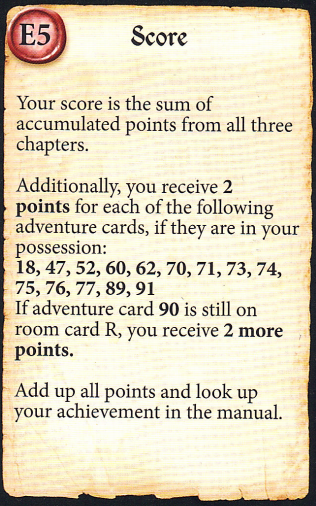 E5
Score
Your score is the sum of
accumulated points from all three
chapters.
Additionally, you receive 2
points for each of the following
adventure cards, if they are in your
possession:
18, 47, 52, 60, 62, 70, 71, 73, 74,
75, 76, 77, 89, 91
If adventure card 90 is still on
room card R, you receive 2 more
points.
Add up all points and look up
your achievement in the manual.